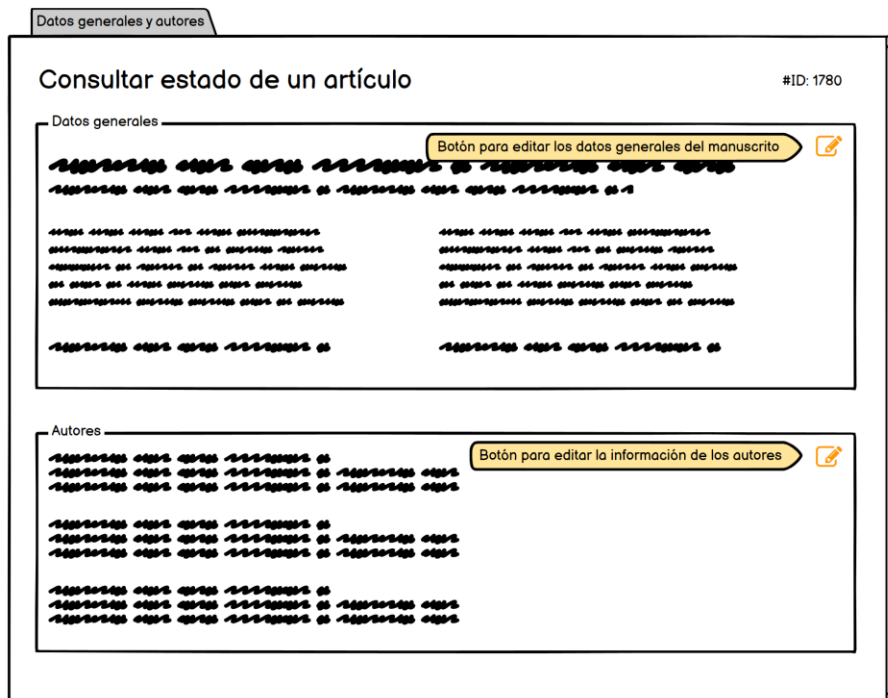 Datos generales y autores
Consultar estado de un artículo
#ID: 1780
Datos generales
Botón para editar los datos generales del manuscrito
Autores
Botón para editar la información de los autores